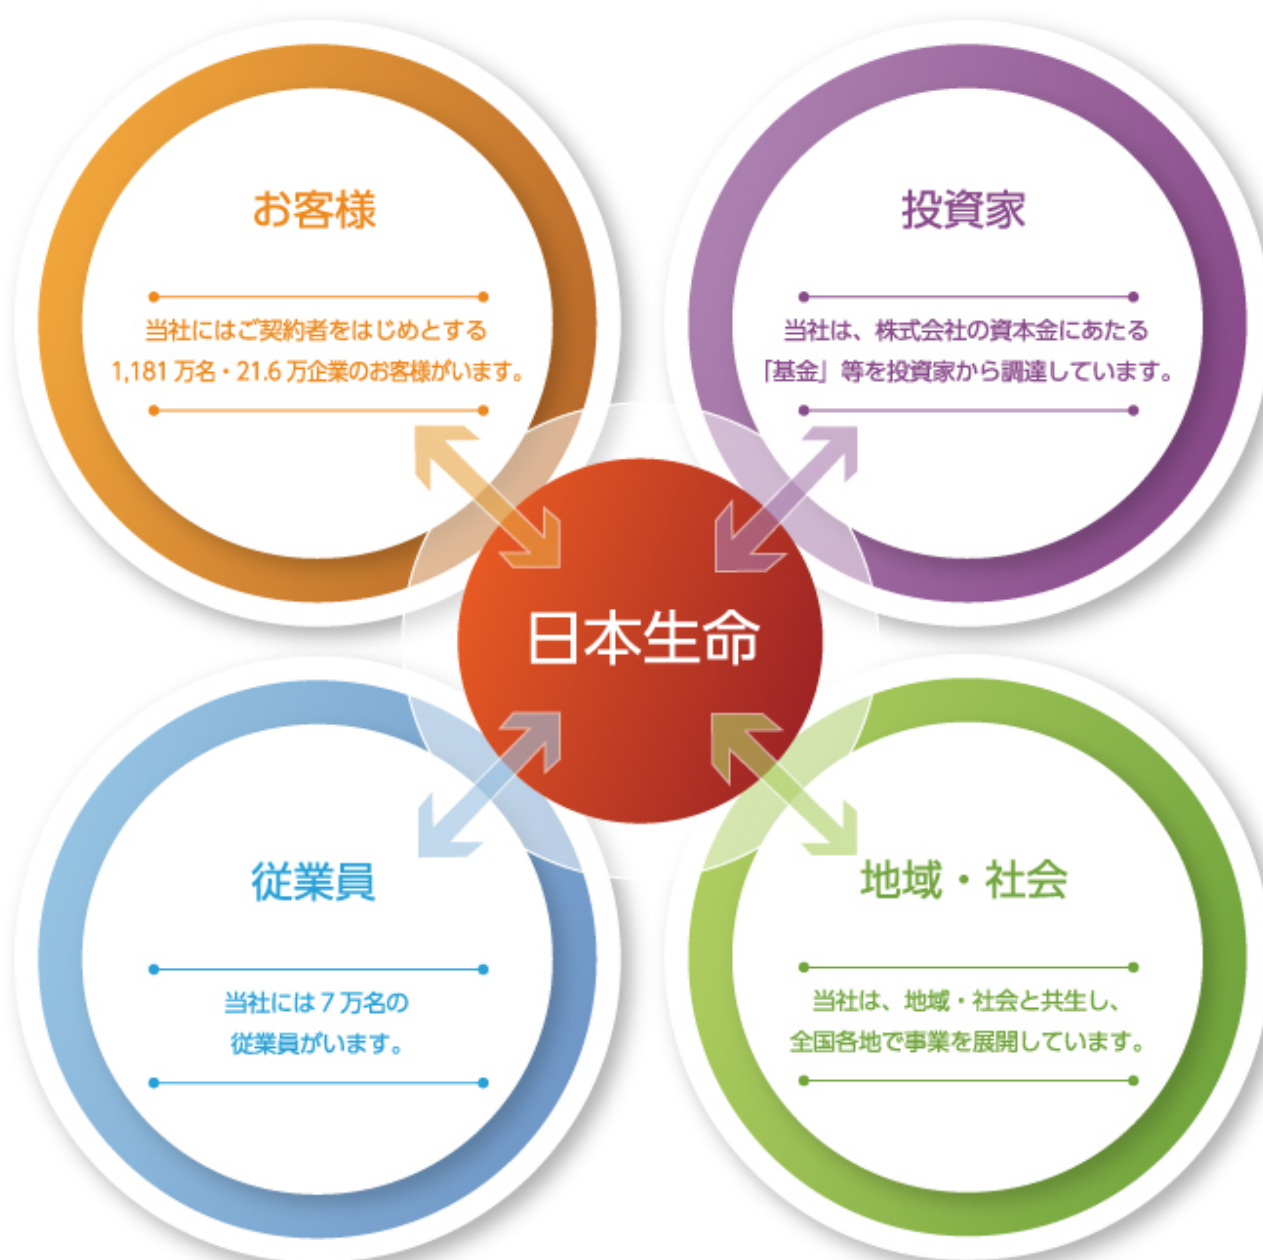 お客様
当社にはご契約者をはじめとする
1,181 万名・21.6 万企業のお客様がいます。
投資家
当社は、株式会社の資本金にあたる
「基金」等を投資家から調達しています。
日本生命
従業員
当社には 7 万名の
従業員がいます。
地域・社会
当社は、地域・社会と共生し、
全国各地で事業を展開しています。